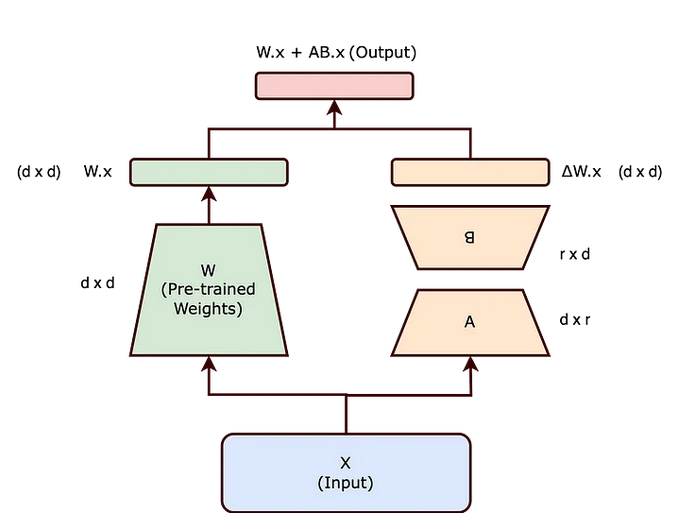 W.x + AB.x (Output)
(d x d) W.x
ΔW.x (d x d)
B
r x d
d x d
W
(Pre-trained
Weights)
A
d x r
X
(Input)